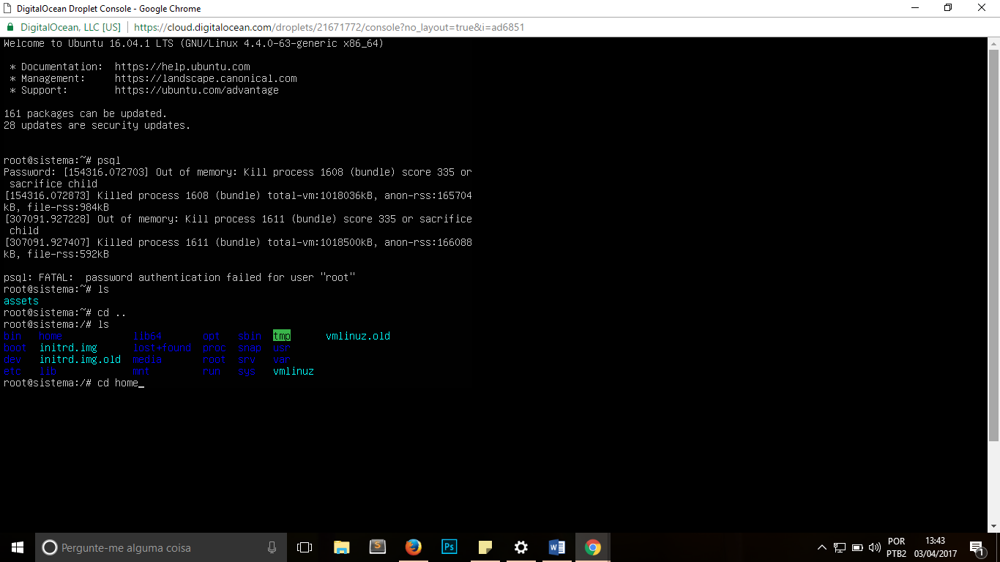 DigitalOcean Droplet Console - Google Chrome
DigitalOcean, LLC [US] | https://cloud.digitalocean.com/droplets/21671772/console?no_layout=true&i=ad6851
Welcome to Ubuntu 16.04.1 LTS (GNU/Linux 4.4.0-63-generic x86_64)
* Documentation:  https://help.ubuntu.com
* Management:     https://landscape.canonical.com
* Support:        https://ubuntu.com/advantage
161 packages can be updated.
28 updates are security updates.
root@sistema:~# psql
Password: [154316.072703] Out of memory: Kill process 1608 (bundle) score 335 or
sacrifice child
[154316.072873] Killed process 1608 (bundle) total-vm:1018036kB, anon-rss:165704
kB, file-rss:984kB
[307091.927228] Out of memory: Kill process 1611 (bundle) score 335 or sacrifice
child
[307091.927407] Killed process 1611 (bundle) total-vm:1018500kB, anon-rss:166088
kB, file-rss:592kB
psql: FATAL:  password authentication failed for user "root"
root@sistema:~# ls
assets
root@sistema:~# cd ..
root@sistema:/# ls
bin   home            lib64       opt   sbin  tmp      vmlinuz.old
boot  initrd.img      lost+found  proc  snap  usr
dev   initrd.img.old  media       root  srv   var
etc   lib             mnt         run   sys   vmlinuz
root@sistema:/# cd home_
Pergunte-me alguma coisa
S
Ps
W
POR
PTB2
13:43
03/04/2017
1